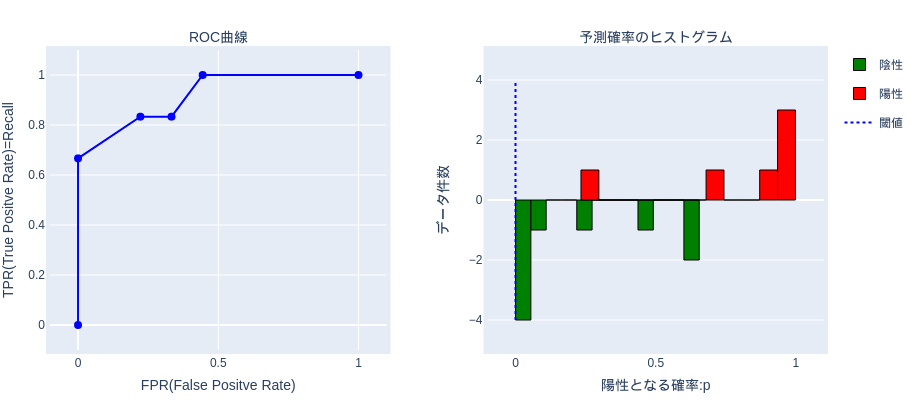 ROC曲線
TPR(True Positve Rate)=Recall
1
0.8
0.6
0.4
0.2
0
0
0.5
1
FPR(False Positve Rate)
予測確率のヒストグラム
データ件数
4
2
0
−2
−4
0
0.5
1
陽性となる確率:p
陰性
陽性
閾値